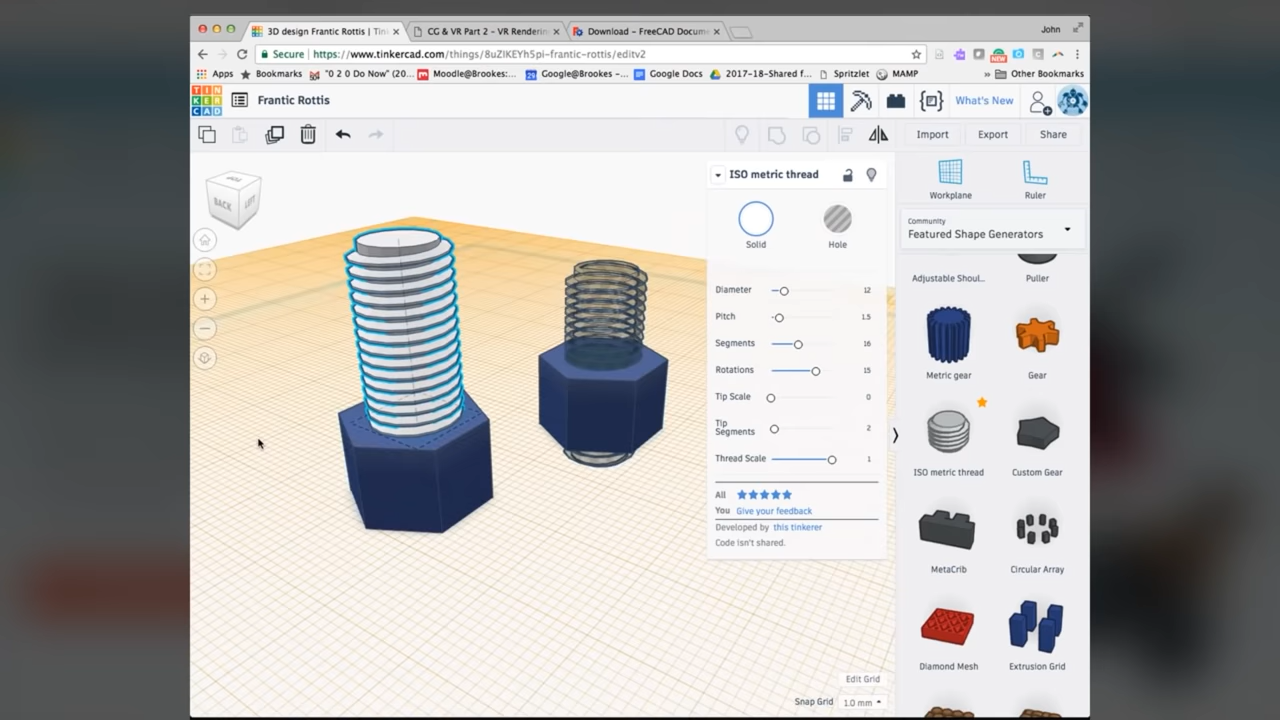 3D design Frantic Rottis | Tin
CG & VR Part 2 - VR Renderin
Download – FreeCAD Docum
John
Secure | https://www.tinkercad.com/things/8uZIKEYh5pi-frantic-rottis/editv2
NEW
Apps
Bookmarks
"0 2 0 Do Now" (20...
Moodle@Brookes:...
Google@Brookes –...
Google Docs
2017-18-Shared f...
Spritzlet
MAMP
»
Other Bookmarks
TIN
KER
CAD
Frantic Rottis
What's New
Import
Export
Share
TOP
BACK
LEFT
ISO metric thread
Solid
Hole
Diameter
12
Pitch
1.5
Segments
16
Rotations
15
Tip Scale
0
Tip
Segments
2
Thread Scale
1
All
You Give your feedback
Developed by this tinkerer
Code isn't shared.
Workplane
Ruler
Community
Featured Shape Generators
Adjustable Shoul...
Puller
Metric gear
Gear
ISO metric thread
Custom Gear
MetaCrib
Circular Array
Diamond Mesh
Extrusion Grid
Edit Grid
Snap Grid 1.0 mm